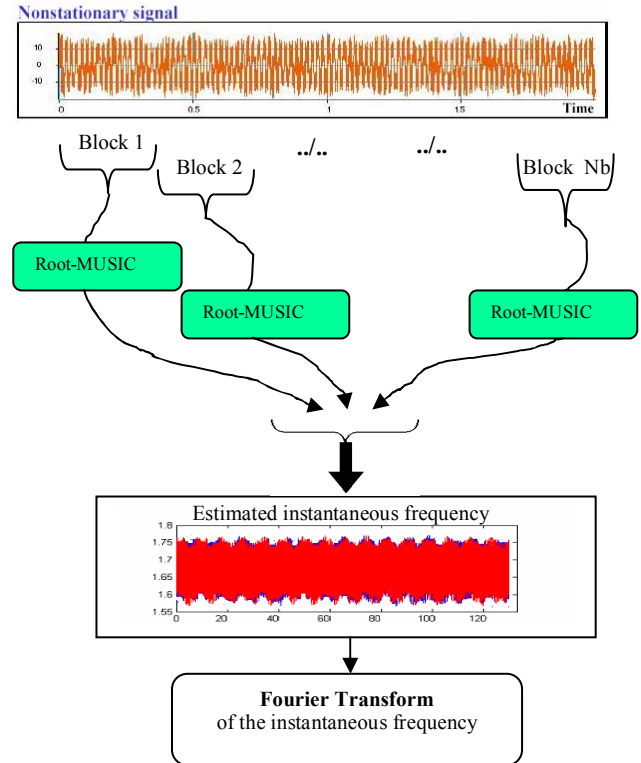 Nonstationary signal
10
0
-10.
0
0.5
1
1.5
Time
Block 1
Block 2
../..
../..
Block Nb
Root-MUSIC
Root-MUSIC
Root-MUSIC
Estimated instantaneous frequency
1.8
1.75
1.7
1.65
1.6
1.55
0
20
40
60
80
100
120
Fourier Transform
of the instantaneous frequency